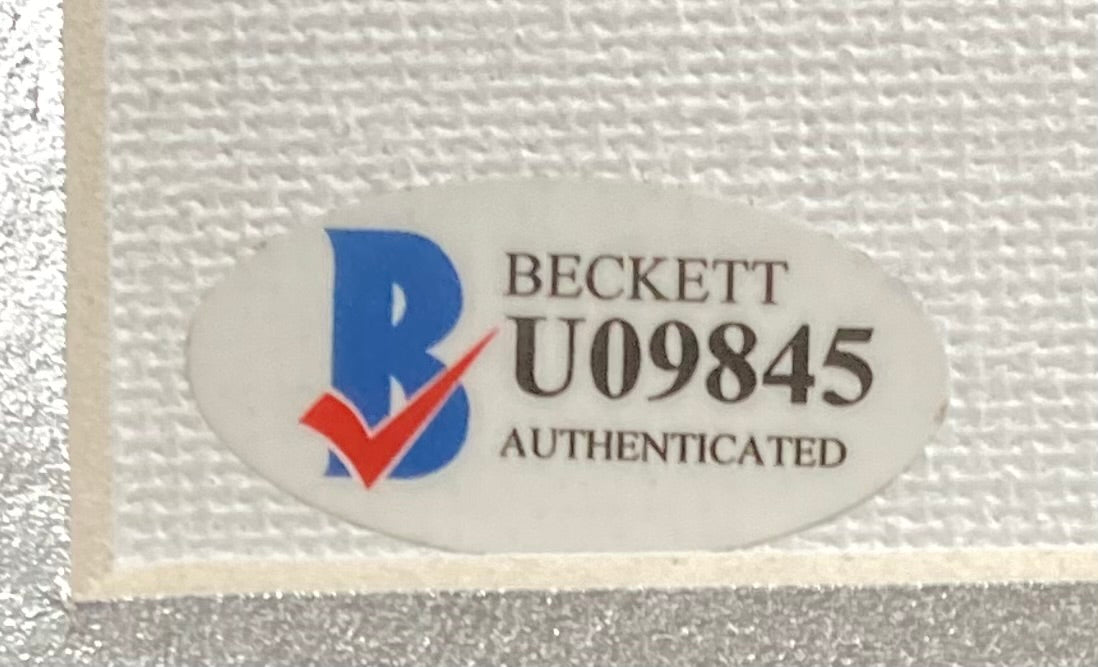 B
BECKETT
U09845
AUTHENTICATED